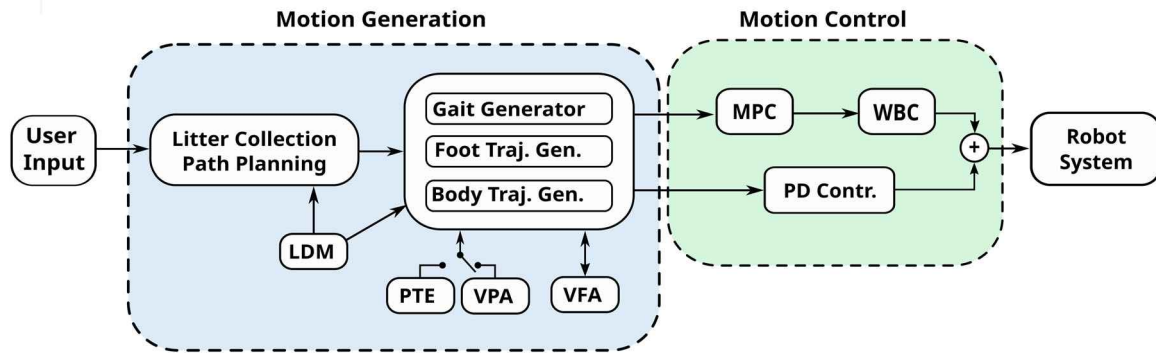 Motion Generation
Motion Control
User
Input
Litter Collection
Path Planning
Gait Generator
Foot Traj. Gen.
Body Traj. Gen.
MPC
WBC
+
Robot
System
PD Contr.
LDM
PTE
VPA
VFA